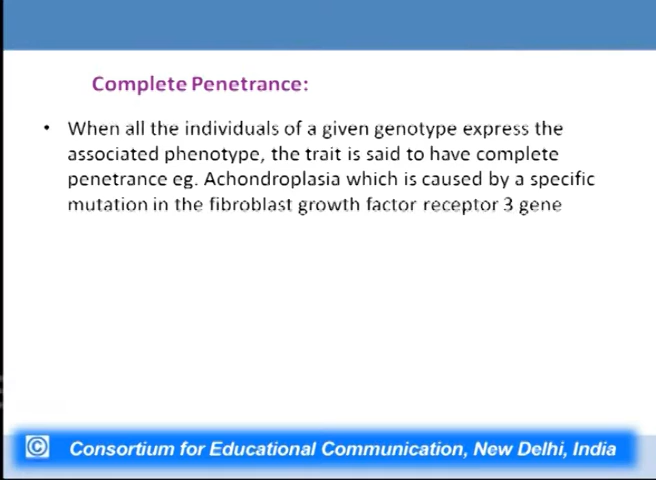 Complete Penetrance:
• When all the individuals of a given genotype express the
associated phenotype, the trait is said to have complete
penetrance eg. Achondroplasia which is caused by a specific
mutation in the fibroblast growth factor receptor 3 gene
© Consortium for Educational Communication, New Delhi, India